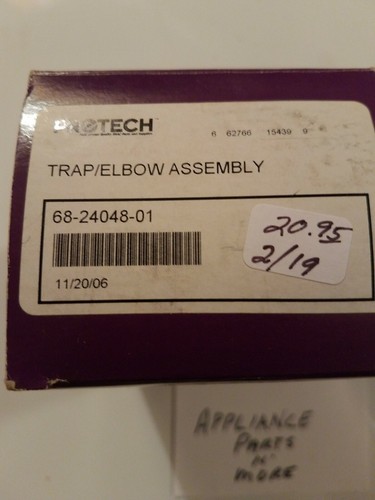 PROTECH
6 62766 15439 9
TRAP/ELBOW ASSEMBLY
68-24048-01
20.95
2/19
11/20/06
APPLIANCE
PARTS
N'
MORE